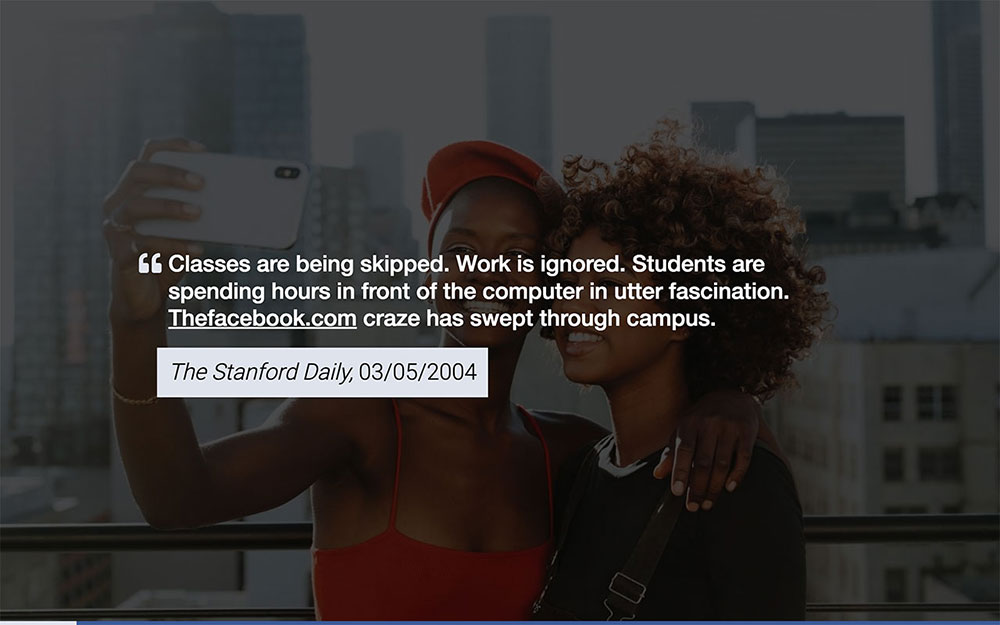 ❝ Classes are being skipped. Work is ignored. Students are
spending hours in front of the computer in utter fascination.
Thefacebook.com craze has swept through campus.
The Stanford Daily, 03/05/2004